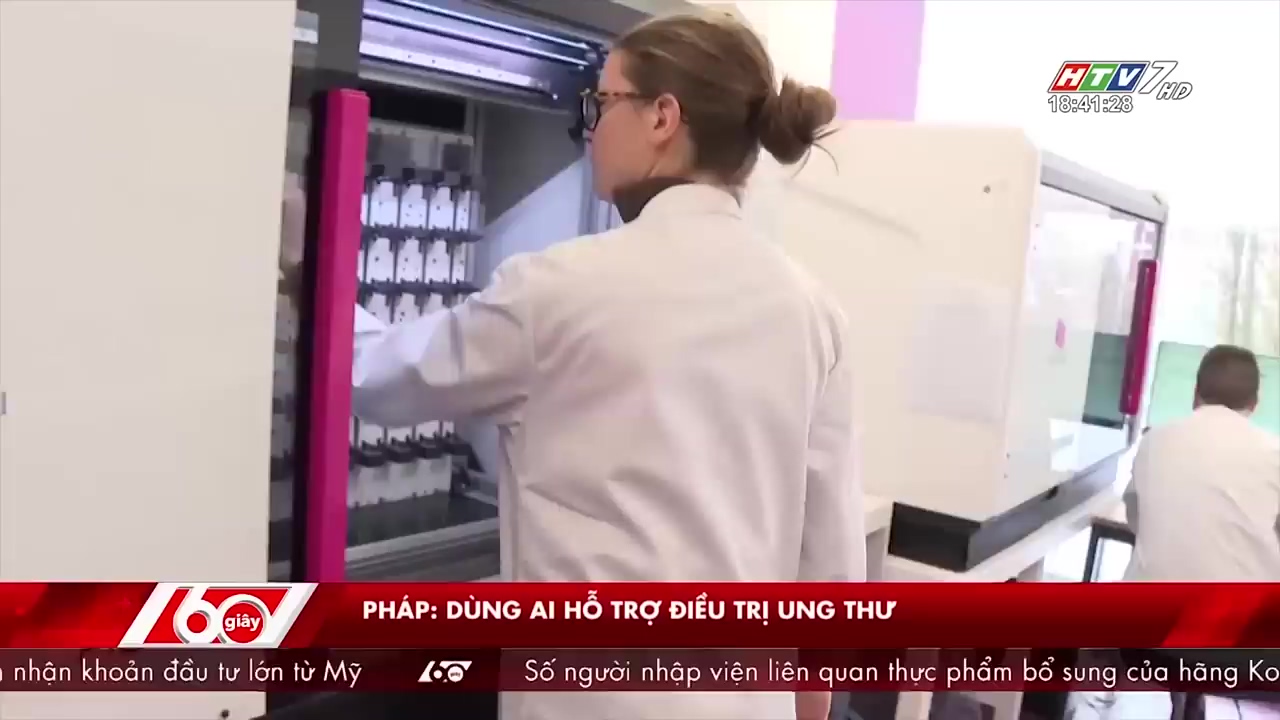 HTV7 HD
18:41:28
60 giây
PHÁP: DÙNG AI HỖ TRỢ ĐIỀU TRỊ UNG THƯ
nhận khoản đầu tư lớn từ Mỹ 60 giây Số người nhập viện liên quan thực phẩm bổ sung của hãng